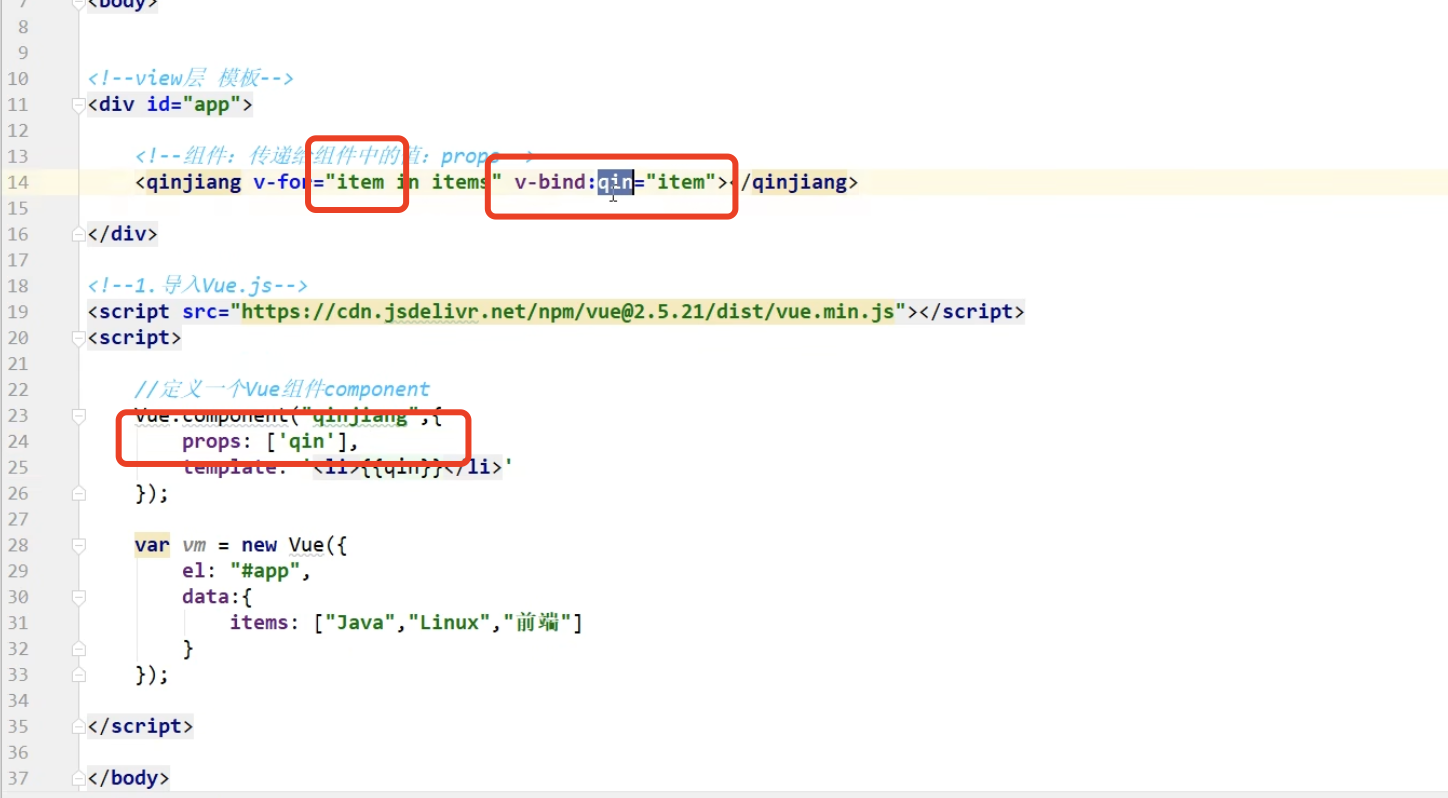 7 <body>
8
9
10 <!--view层 模板-->
11 <div id="app">
12
13 <!--组件：传递给组件中的值：props-->
14 <qinjiang v-for="item in items" v-bind:qin="item"></qinjiang>
15
16 </div>
17
18 <!--1.导入Vue.js-->
19 <script src="https://cdn.jsdelivr.net/npm/vue@2.5.21/dist/vue.min.js"></script>
20 <script>
21
22 //定义一个Vue组件component
23 Vue.component("qinjiang",{
24 props: ['qin'],
25 template: '<li>{{qin}}</li>'
26 });
27
28 var vm = new Vue({
29 el: "#app",
30 data:{
31 items: ["Java","Linux","前端"]
32 }
33 });
34
35 </script>
36
37 </body>